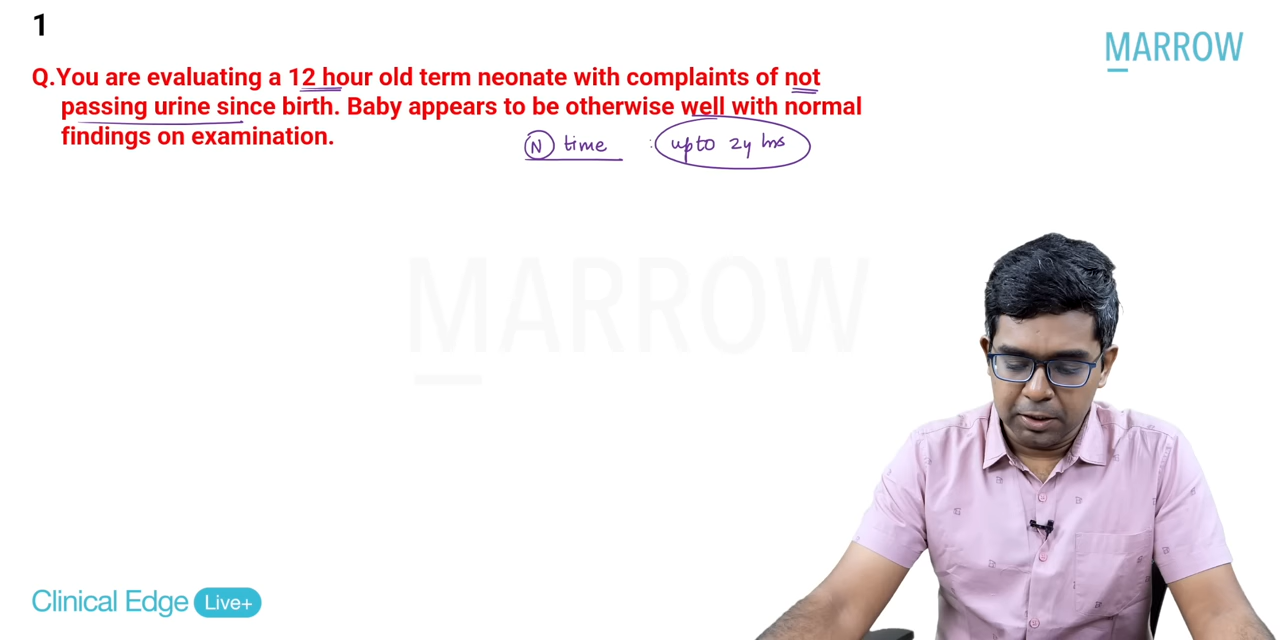 1
MARROW
Q.You are evaluating a 12 hour old term neonate with complaints of not
passing urine since birth. Baby appears to be otherwise well with normal
findings on examination.
N time : upto 24 hrs
MARROW
Clinical Edge Live+